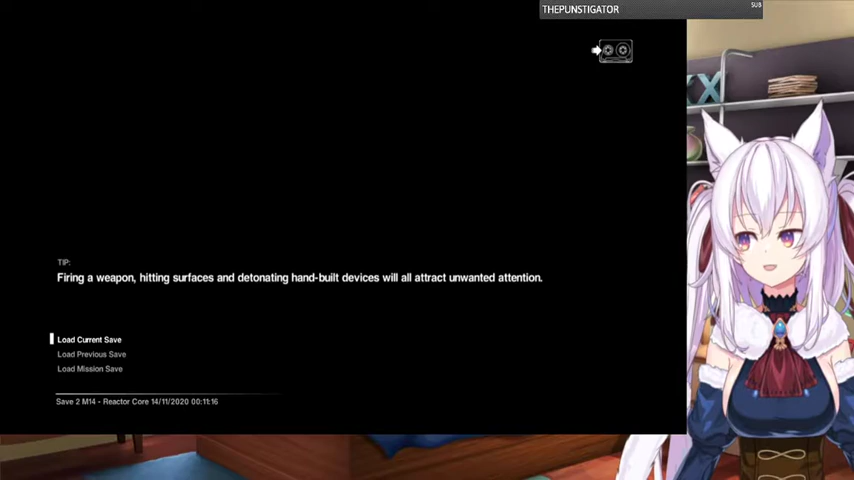 THEPUNSTIGATOR
SUB
TIP:
Firing a weapon, hitting surfaces and detonating hand-built devices will all attract unwanted attention.
Load Current Save
Load Previous Save
Load Mission Save
Save 2 M14 - Reactor Core 14/11/2020 00:11:16